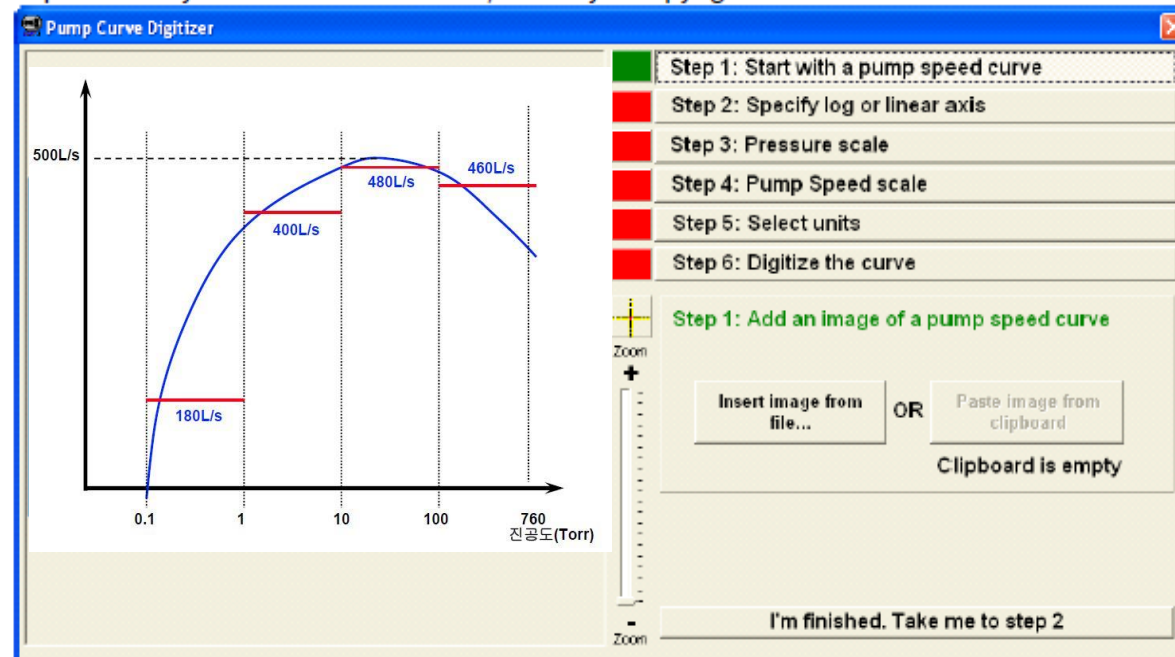 Pump Curve Digitizer
500L/s
460L/s
480L/s
400L/s
180L/s
0.1 1 10 100 760
진공도(Torr)
Step 1: Start with a pump speed curve
Step 2: Specify log or linear axis
Step 3: Pressure scale
Step 4: Pump Speed scale
Step 5: Select units
Step 6: Digitize the curve
Zoom
+
-
Zoom
Step 1: Add an image of a pump speed curve
Insert image from
file...
OR
Paste image from
clipboard
Clipboard is empty
I'm finished. Take me to step 2